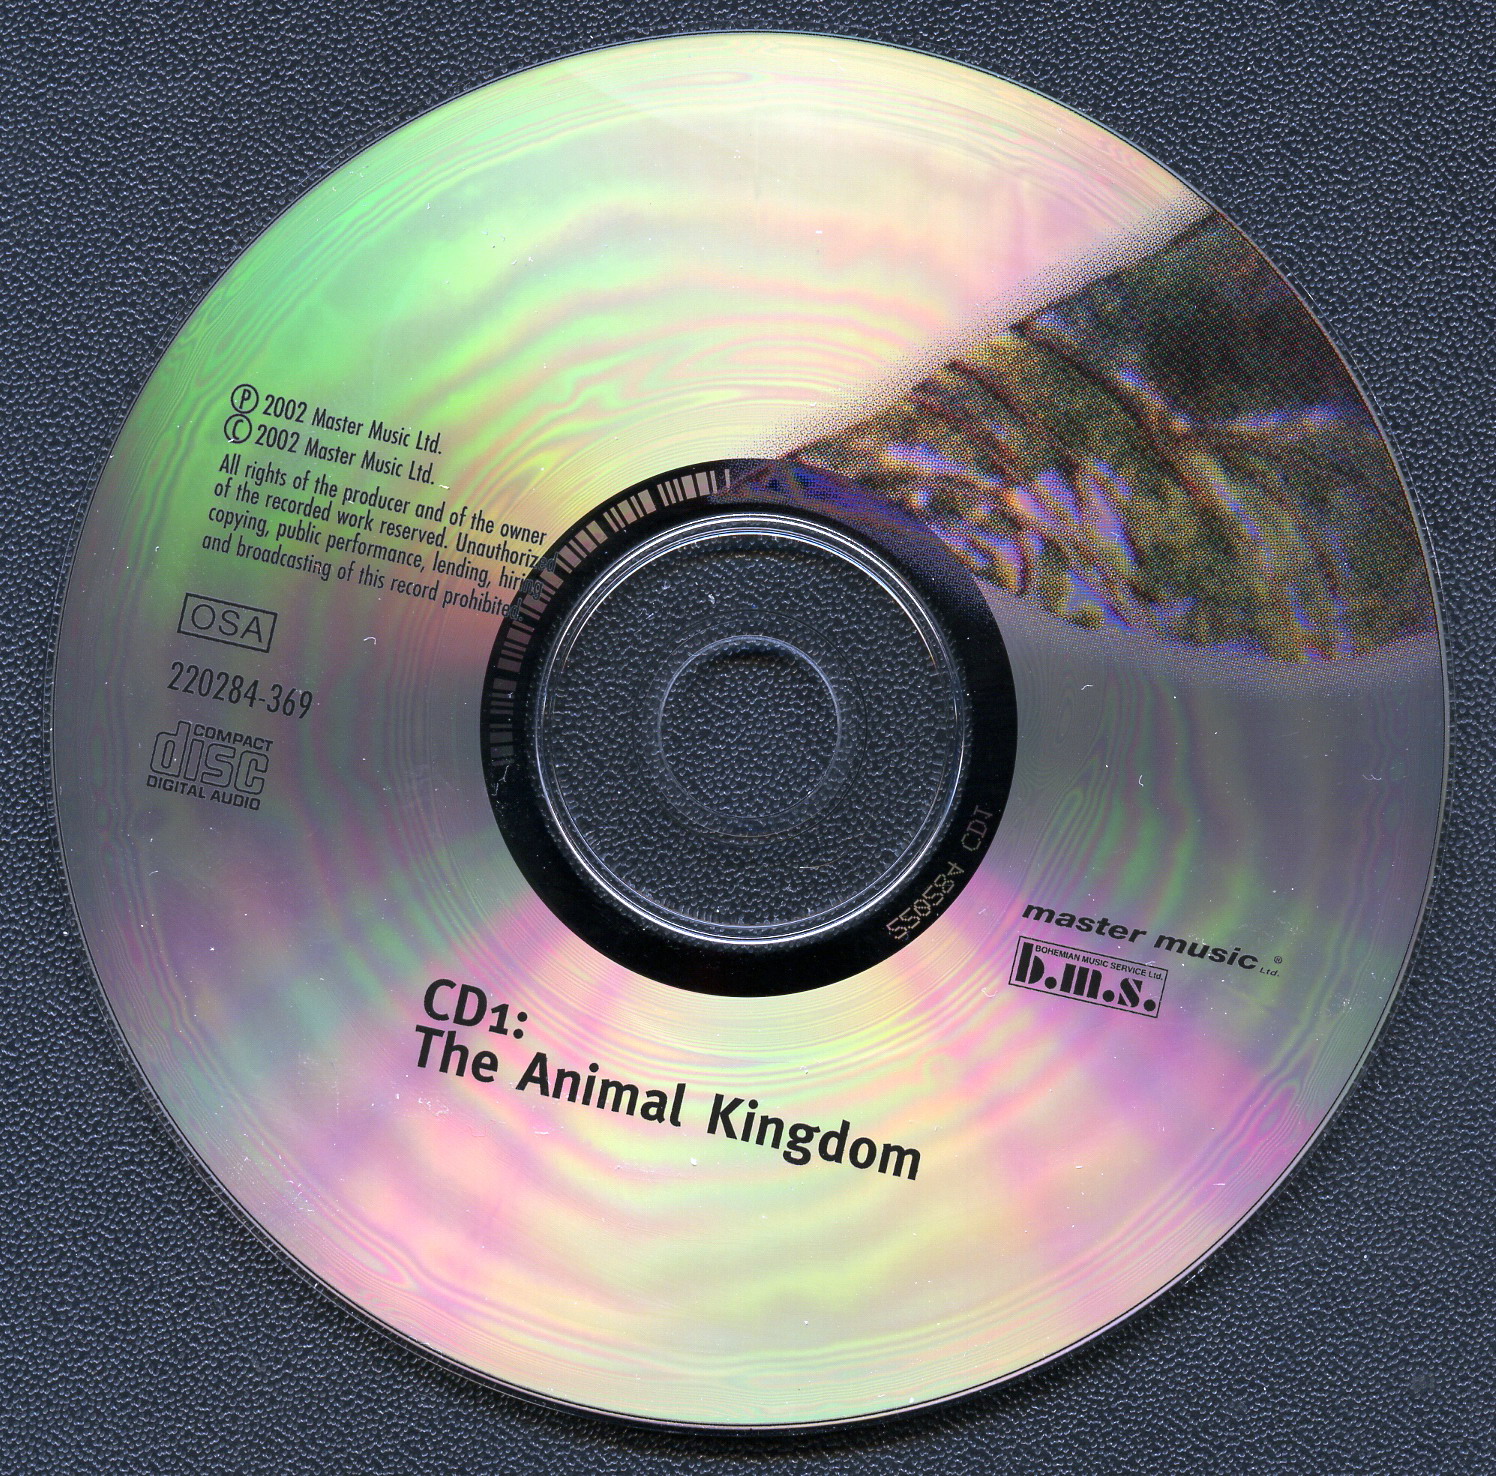 Ⓟ 2002 Master Music Ltd.
Ⓒ 2002 Master Music Ltd.
All rights of the producer and of the owner
of the recorded work reserved. Unauthorized
copying, public performance, lending, hiring
and broadcasting of this record prohibited.
OSA
220284-369
COMPACT
disc
DIGITAL AUDIO
CD1:
The Animal Kingdom
master music ®
Ltd.
BOHEMIAN MUSIC SERVICE Ltd.
b.m.s.
CD1